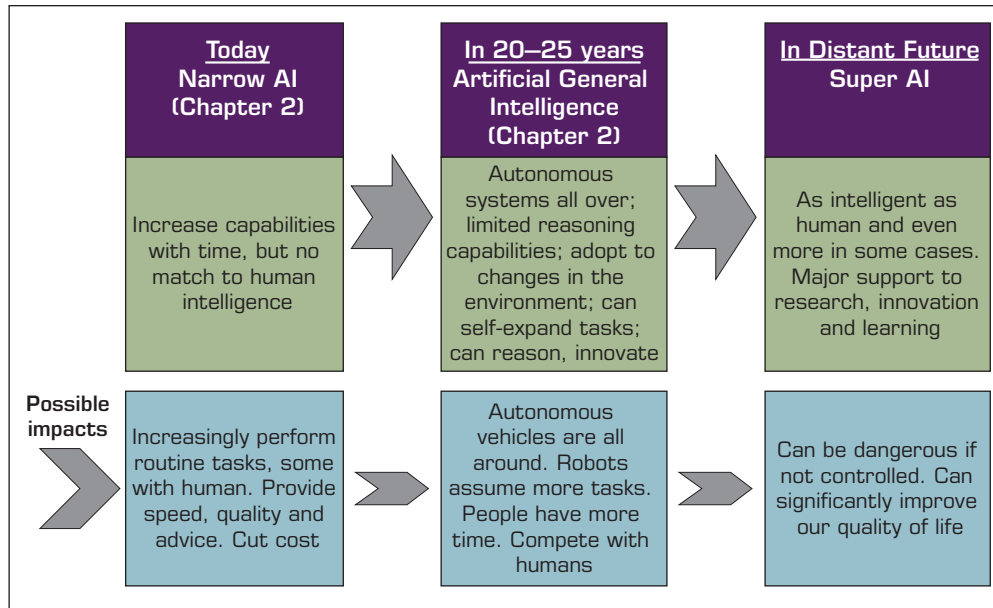 Today
Narrow AI
(Chapter 2)
Increase capabilities
with time, but no
match to human
intelligence
In 20–25 years
Artificial General
Intelligence
(Chapter 2)
Autonomous
systems all over;
limited reasoning
capabilities; adopt to
changes in the
environment; can
self-expand tasks;
can reason, innovate
In Distant Future
Super AI
As intelligent as
human and even
more in some cases.
Major support to
research, innovation
and learning
Possible
impacts
Increasingly perform
routine tasks, some
with human. Provide
speed, quality and
advice. Cut cost
Autonomous
vehicles are all
around. Robots
assume more tasks.
People have more
time. Compete with
humans
Can be dangerous if
not controlled. Can
significantly improve
our quality of life